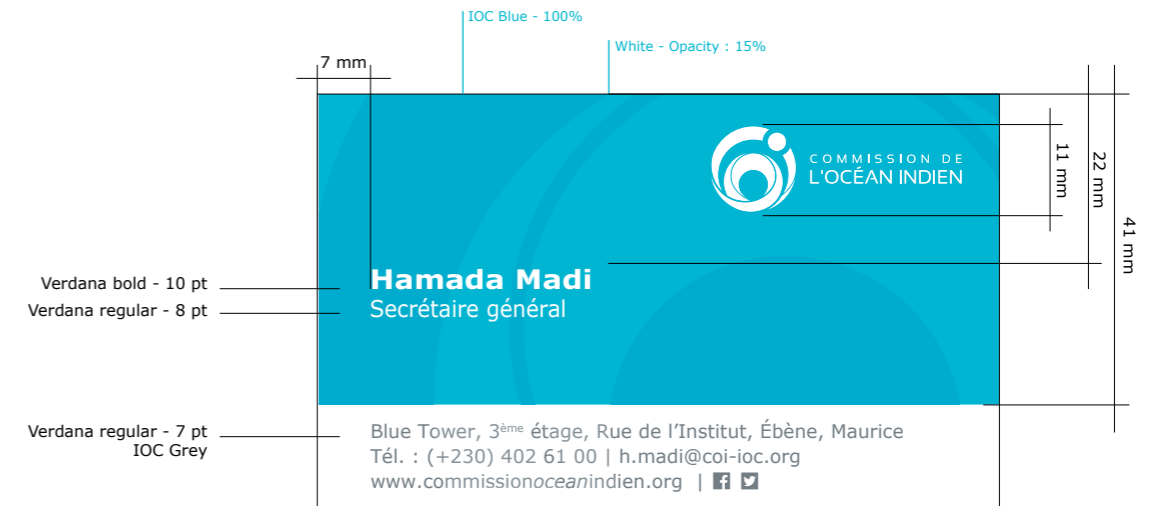 IOC Blue - 100%
White - Opacity : 15%
7 mm
COMMISSION DE
L'OCÉAN INDIEN
11 mm
22 mm
41 mm
Verdana bold - 10 pt
Hamada Madi
Verdana regular - 8 pt
Secrétaire général
Verdana regular - 7 pt
IOC Grey
Blue Tower, 3ème étage, Rue de l’Institut, Ébène, Maurice
Tél. : (+230) 402 61 00 | h.madi@coi-ioc.org
www.commissionoceanindien.org |